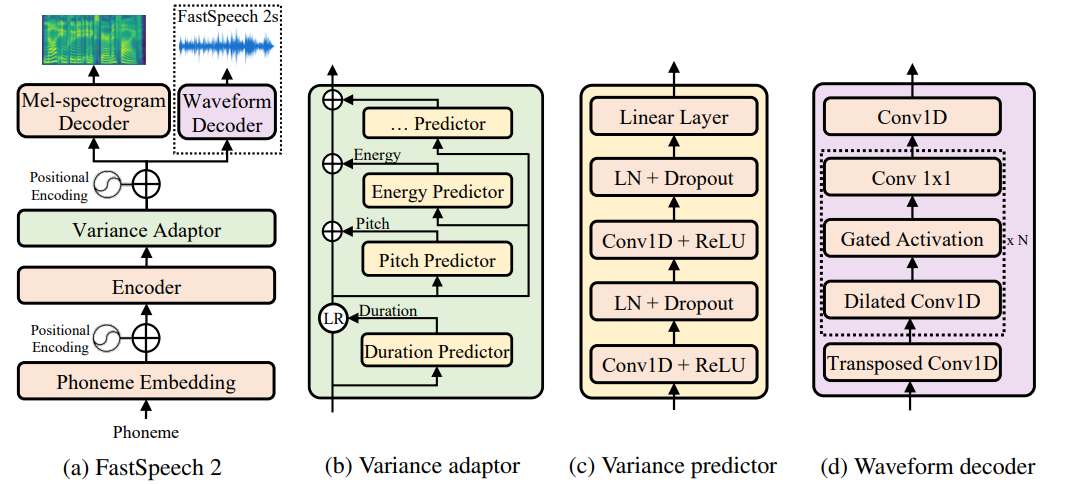 FastSpeech 2s
Mel-spectrogram
Decoder
Waveform
Decoder
Positional
Encoding
Variance Adaptor
Encoder
Positional
Encoding
Phoneme Embedding
Phoneme
(a) FastSpeech 2
... Predictor
Energy
Energy Predictor
Pitch
Pitch Predictor
LR
Duration
Duration Predictor
(b) Variance adaptor
Linear Layer
LN + Dropout
Conv1D + ReLU
LN + Dropout
Conv1D + ReLU
(c) Variance predictor
Conv1D
Conv 1x1
Gated Activation
x N
Dilated Conv1D
Transposed Conv1D
(d) Waveform decoder